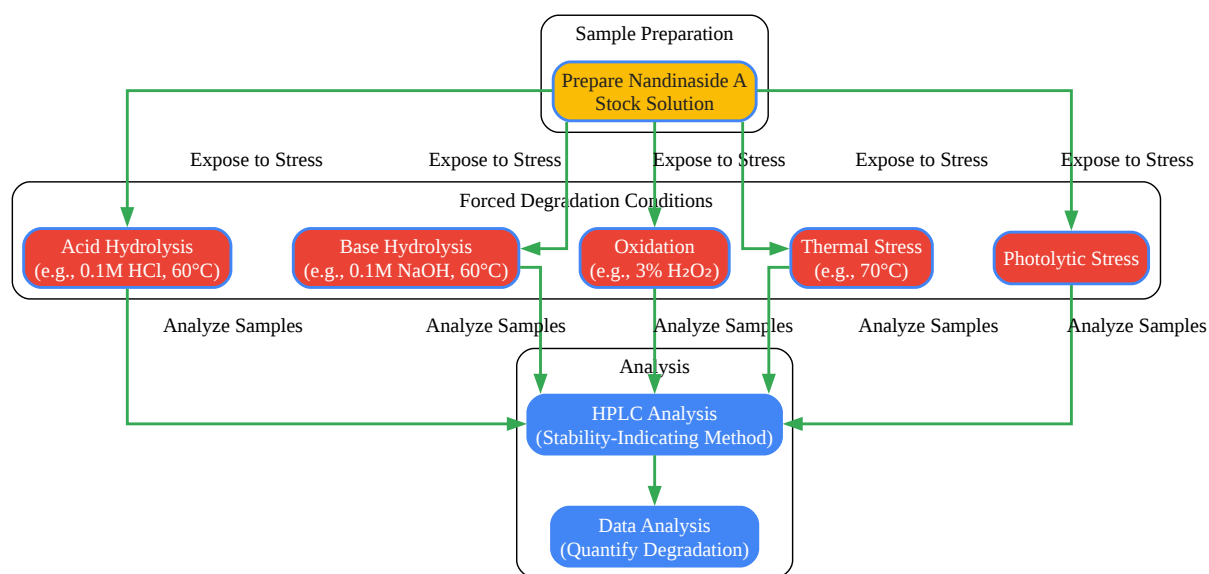 Sample Preparation
Prepare Nandinaside A
Stock Solution
Expose to Stress
Expose to Stress
Expose to Stress
Expose to Stress
Expose to Stress
Forced Degradation Conditions
Acid Hydrolysis
(e.g., 0.1M HCl, 60°C)
Base Hydrolysis
(e.g., 0.1M NaOH, 60°C)
Oxidation
(e.g., 3% H₂O₂)
Thermal Stress
(e.g., 70°C)
Photolytic Stress
Analyze Samples
Analyze Samples
Analyze Samples
Analyze Samples
Analyze Samples
Analysis
HPLC Analysis
(Stability-Indicating Method)
Data Analysis
(Quantify Degradation)